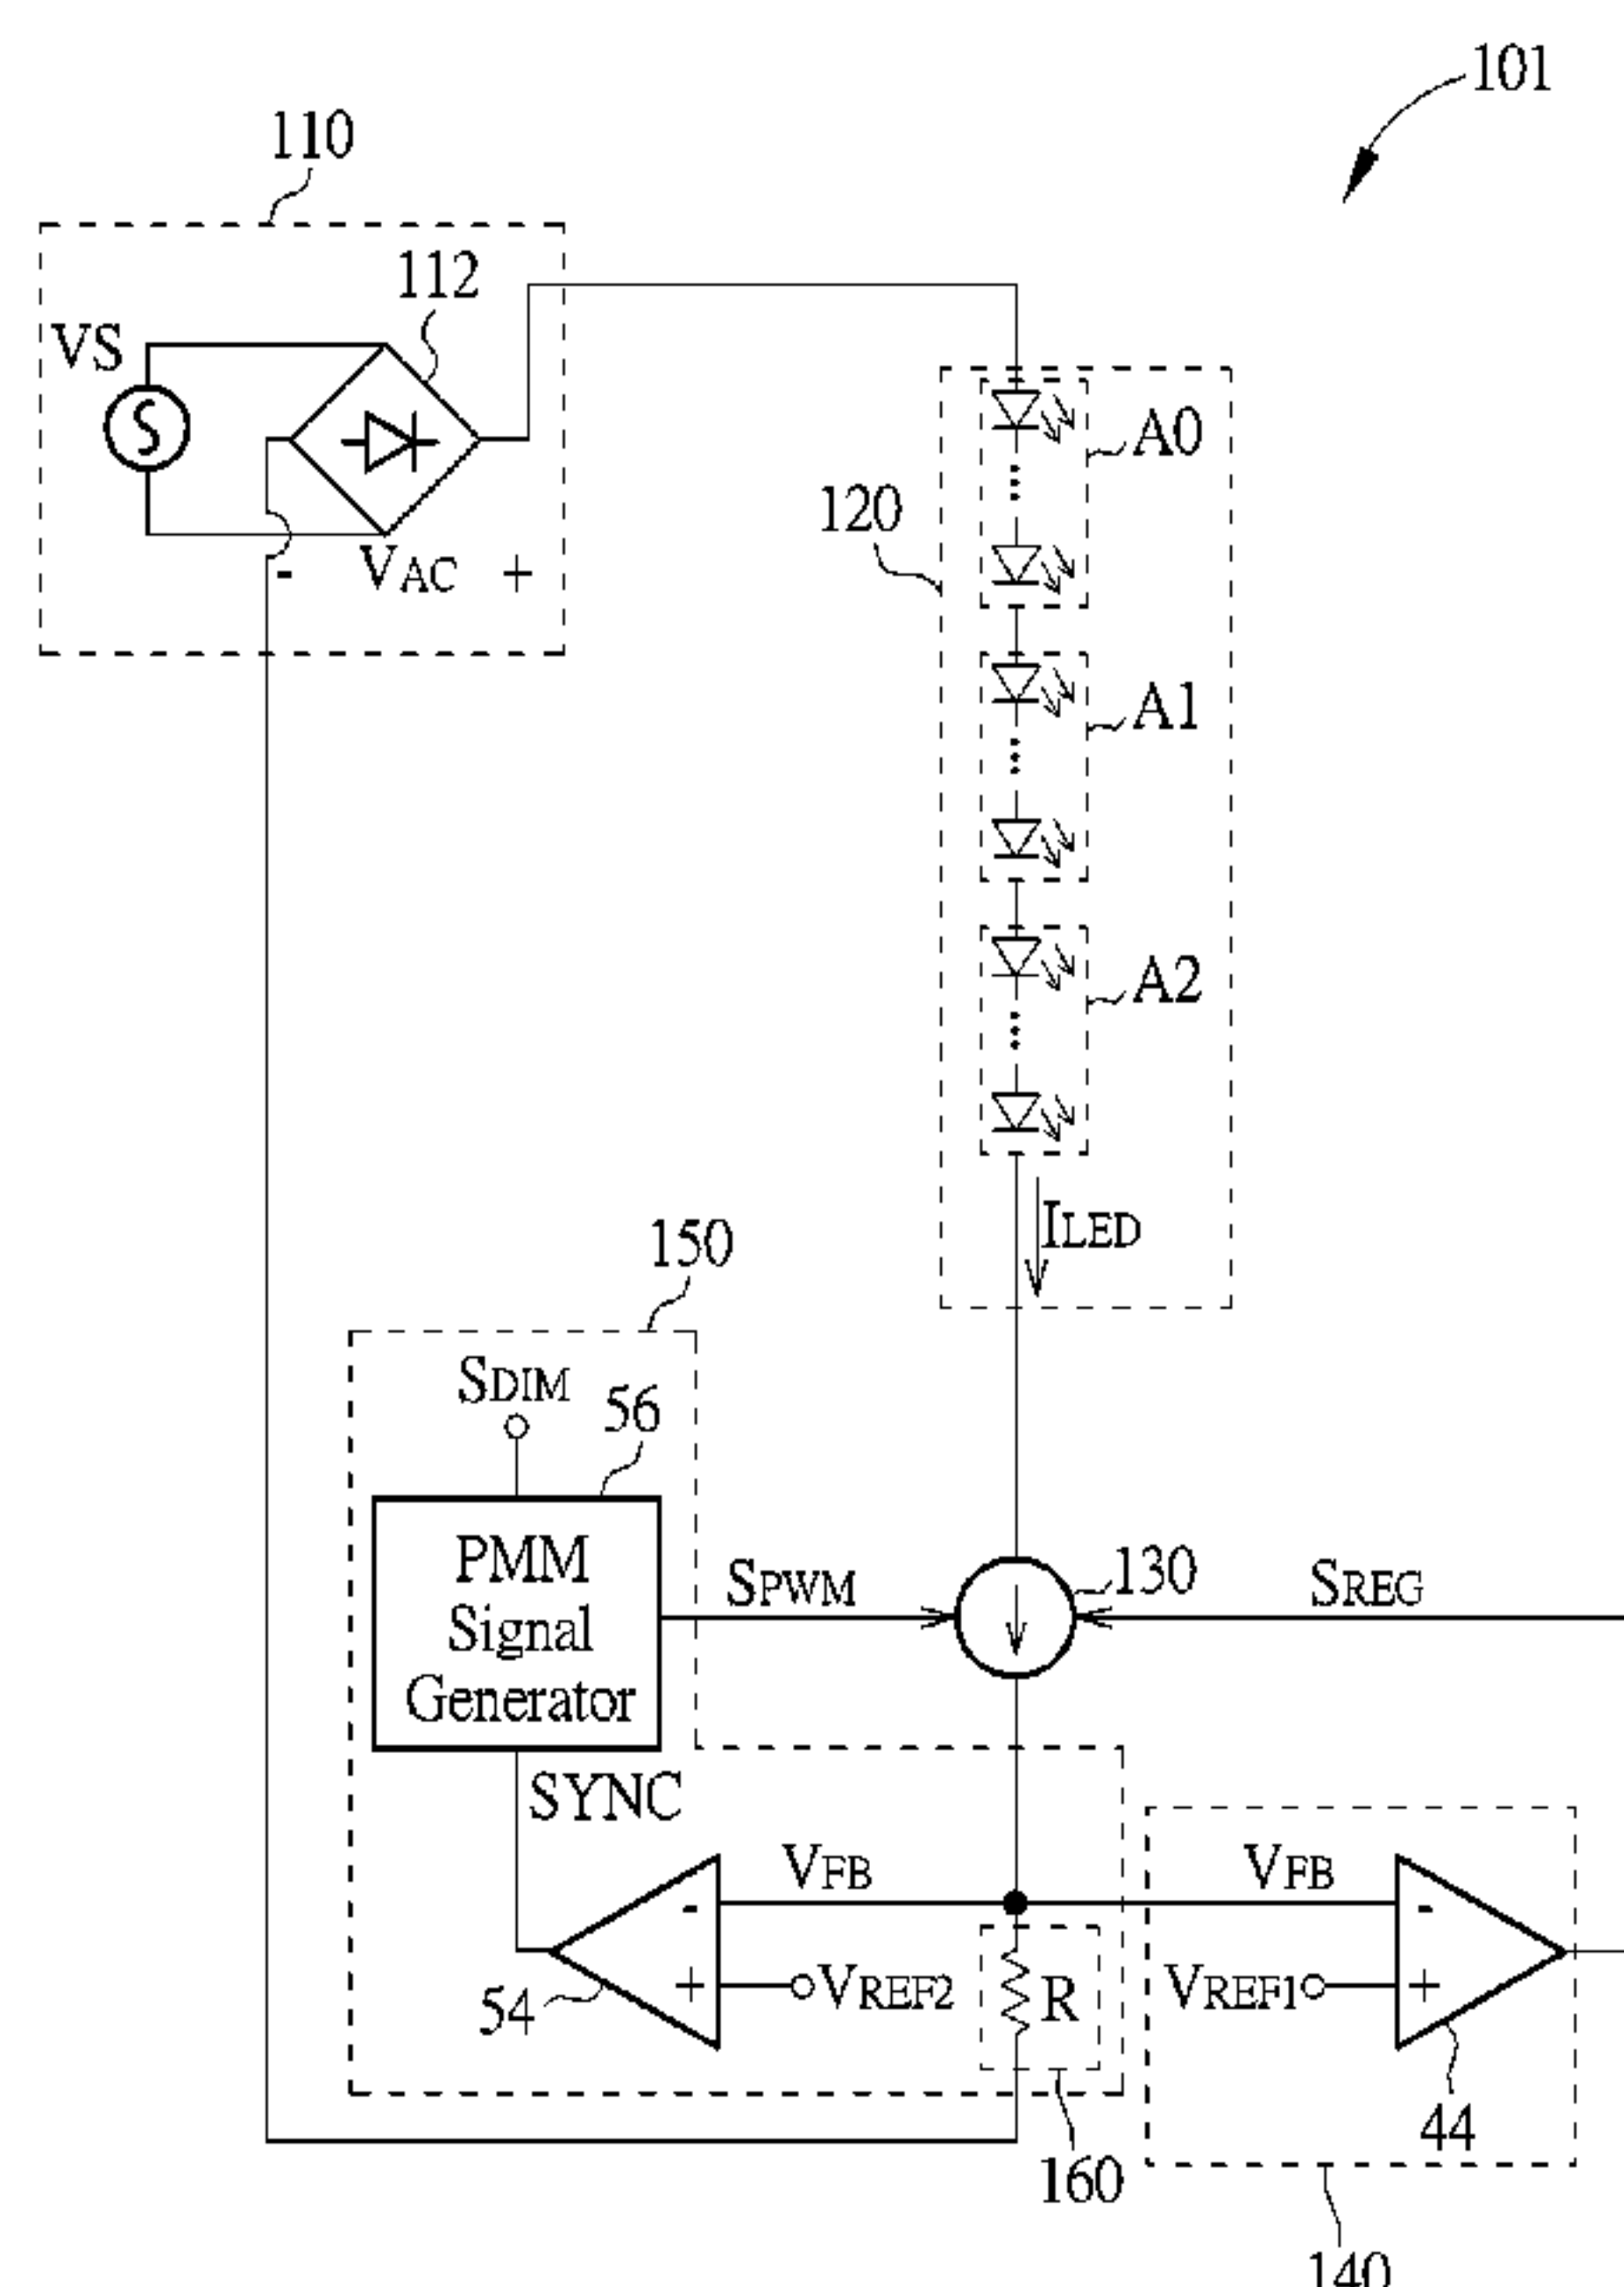 101
110
112
VS
VAC
-
+
A0
120
A1
A2
ILED
150
SDIM
56
PMM
Signal
Generator
SPWM
130
SREG
SYNC
VFB
VFB
-
-
+
VREF2
R
VREF1
+
54
44
160
140